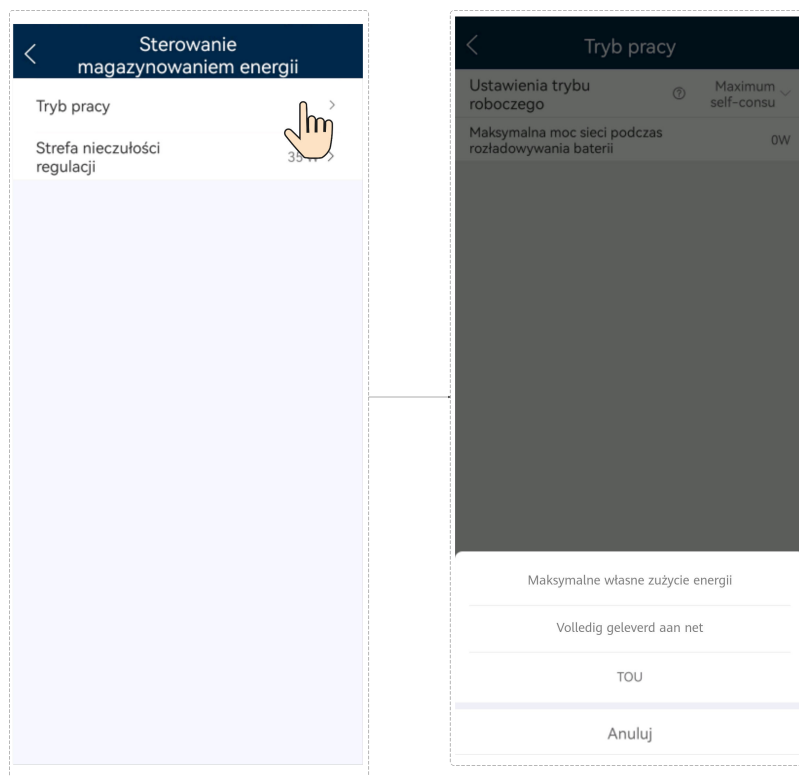 Sterowanie
magazynowaniem energii
Tryb pracy
Strefa nieczułości
regulacji
35 W
Tryb pracy
Ustawienia trybu
roboczego
Maximum
self-consu
Maksymalna moc sieci podczas
rozładowywania baterii
0W
Maksymalne własne zużycie energii
Volledig geleverd aan net
TOU
Anuluj